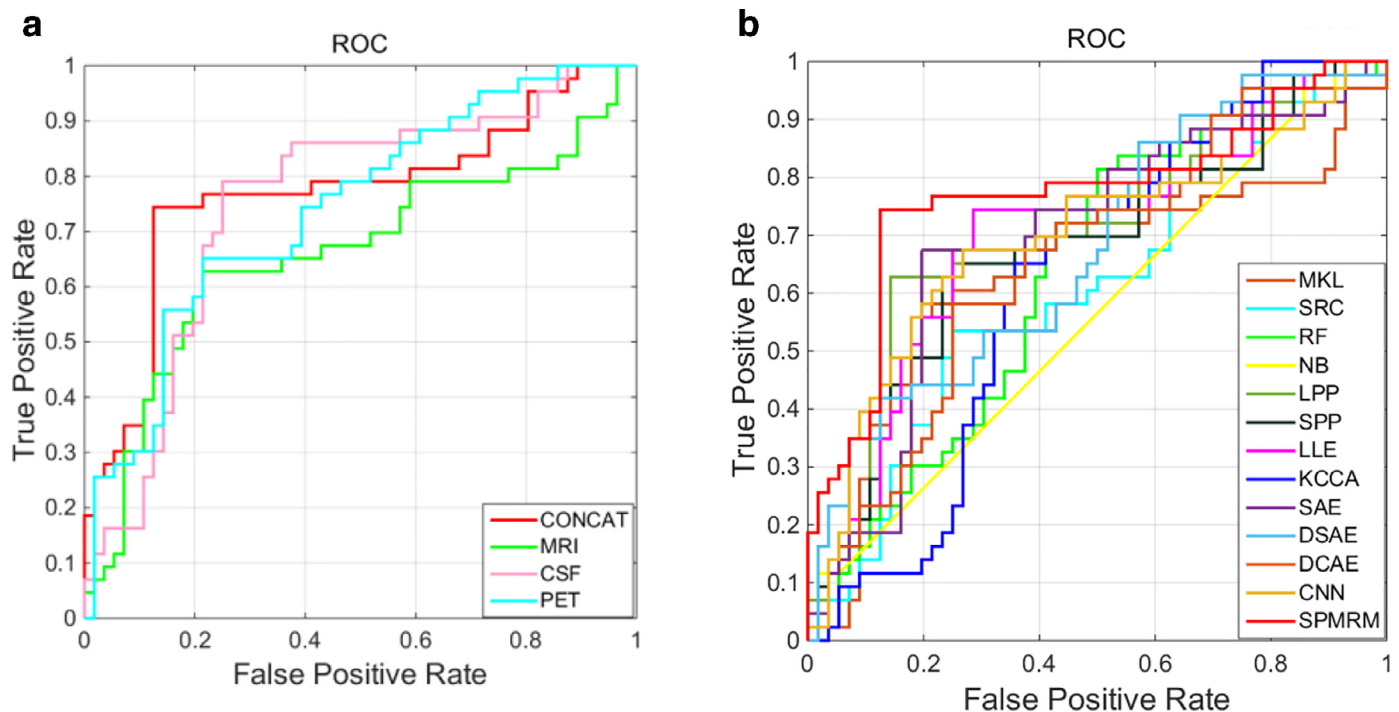 a
ROC
1
0.9
0.8
0.7
0.6
0.5
0.4
0.3
0.2
0.1
0
True Positive Rate
0 0.2 0.4 0.6 0.8 1
False Positive Rate
CONCAT
MRI
CSF
PET
b
ROC
1
0.9
0.8
0.7
0.6
0.5
0.4
0.3
0.2
0.1
0
True Positive Rate
0 0.2 0.4 0.6 0.8 1
False Positive Rate
MKL
SRC
RF
NB
LPP
SPP
LLE
KCCA
SAE
DSAE
DCAE
CNN
SPMRM